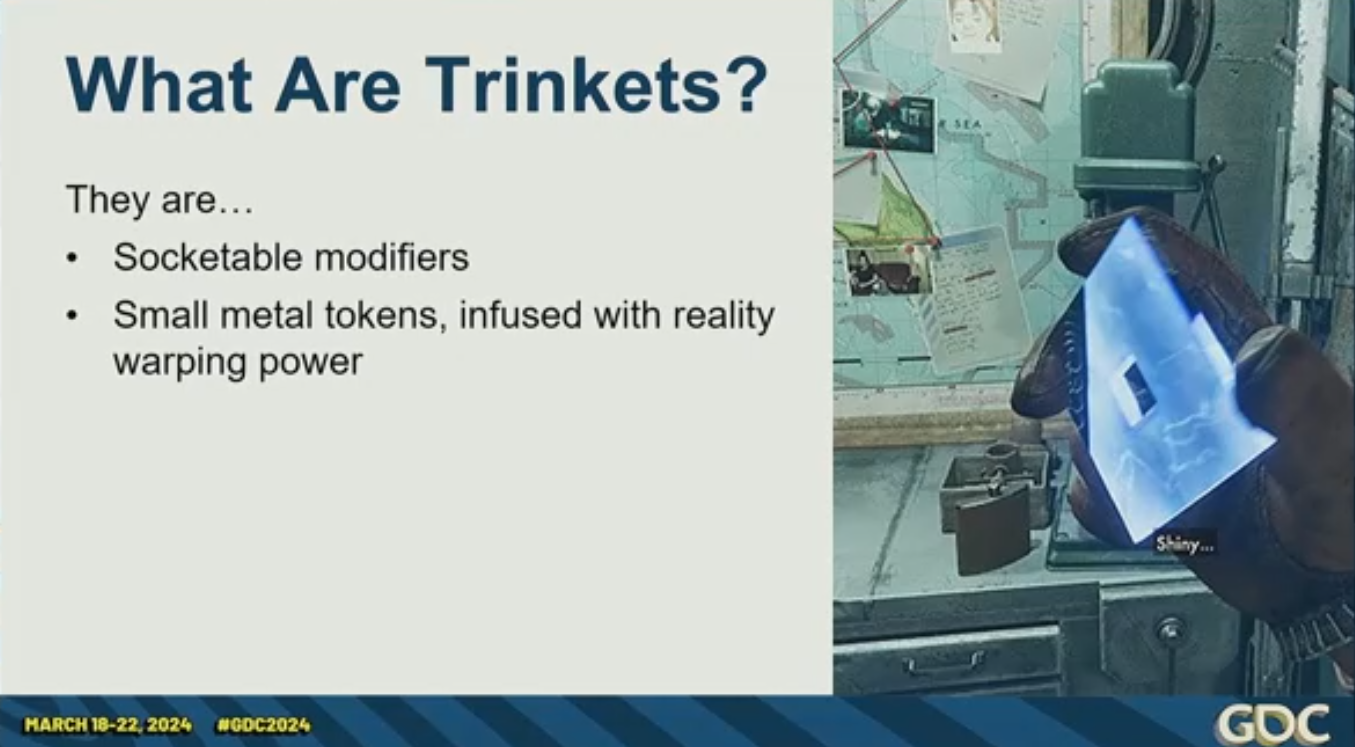 What Are Trinkets?
They are…
• Socketable modifiers
• Small metal tokens, infused with reality
warping power
SEA
Shiny...
MARCH 18-22, 2024 #GDC2024
GDC